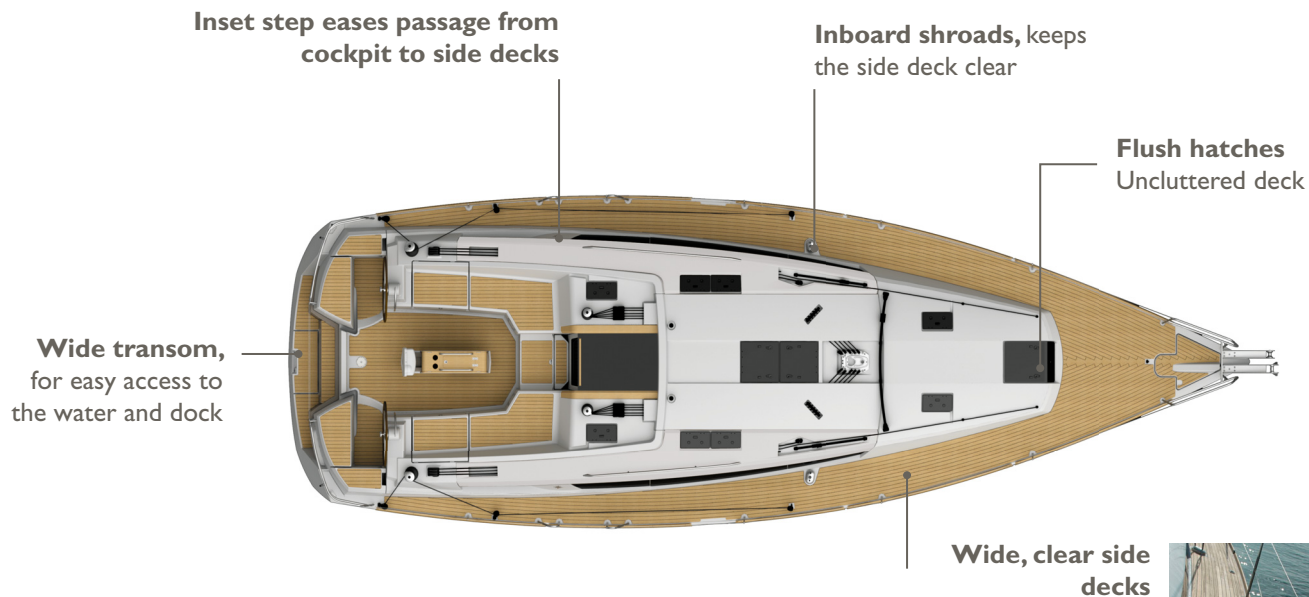 Inset step eases passage from
cockpit to side decks
Inboard shroads, keeps
the side deck clear
Flush hatches
Uncluttered deck
Wide transom,
for easy access to
the water and dock
Wide, clear side
decks